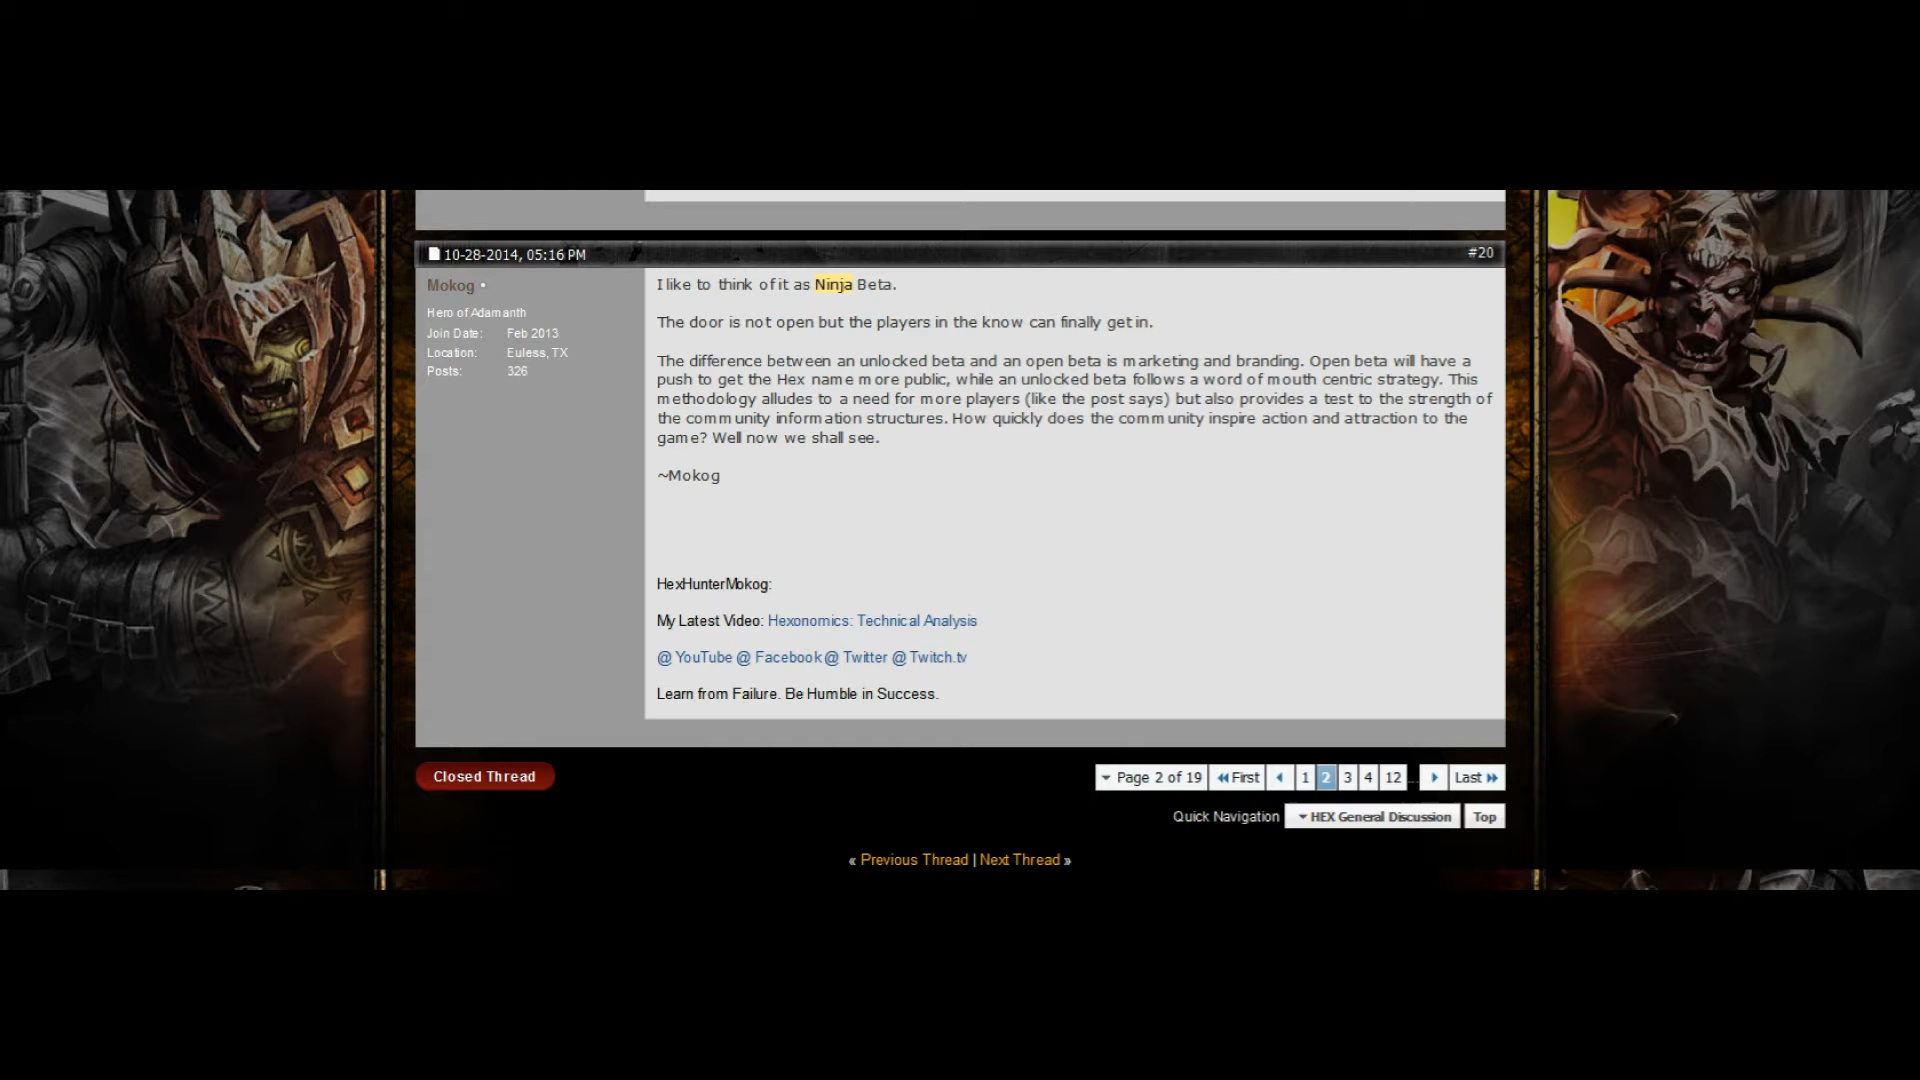 10-28-2014, 05:16 PM #20
Mokog
Hero of Adamanth
Join Date: Feb 2013
Location: Euless, TX
Posts: 326
I like to think of it as Ninja Beta.
The door is not open but the players in the know can finally get in.
The difference between an unlocked beta and an open beta is marketing and branding. Open beta will have a
push to get the Hex name more public, while an unlocked beta follows a word of mouth centric strategy. This
methodology alludes to a need for more players (like the post says) but also provides a test to the strength of
the community information structures. How quickly does the community inspire action and attraction to the
game? Well now we shall see.
~Mokog
HexHunterMokog:
My Latest Video: Hexonomics: Technical Analysis
@ YouTube @ Facebook @ Twitter @ Twitch.tv
Learn from Failure. Be Humble in Success.
Closed Thread
Page 2 of 19 First 1 2 3 4 12 ... Last
Quick Navigation HEX General Discussion Top
« Previous Thread | Next Thread »